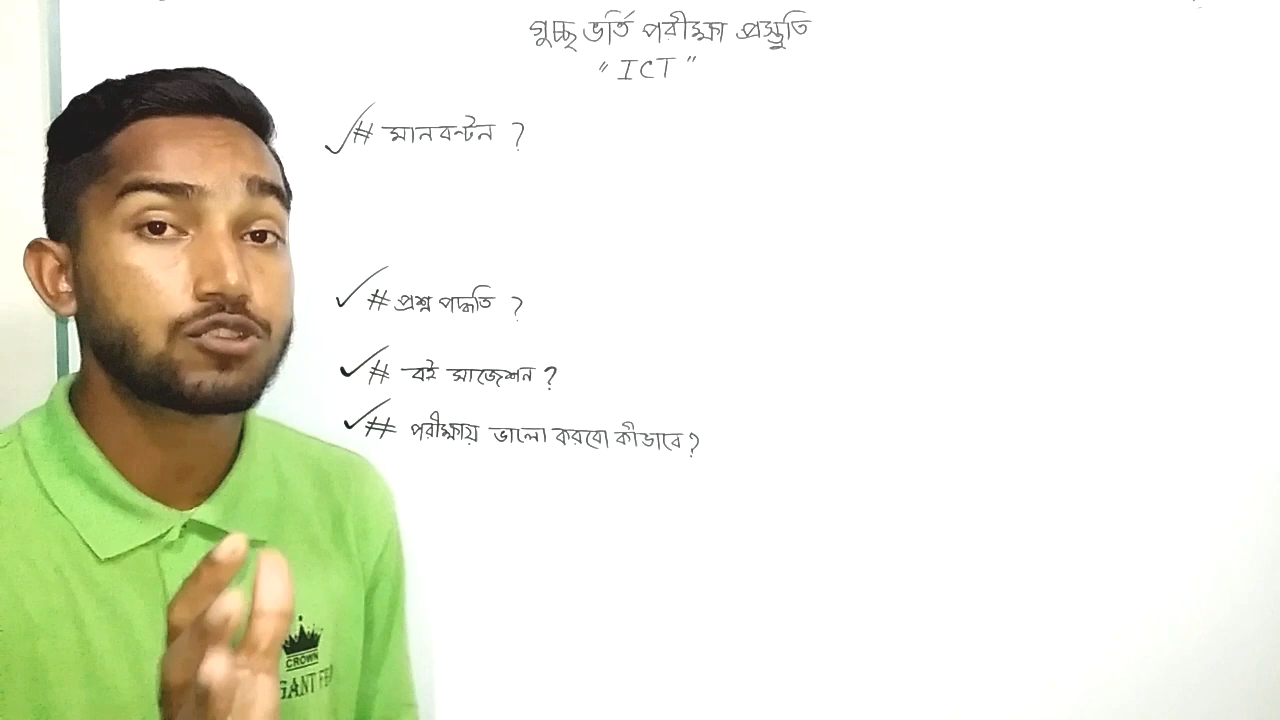 গুচ্ছ ভর্তি পরীক্ষা প্রস্তুতি
"ICT"
# মানবন্টন ?
# প্রশ্ন পদ্ধতি ?
# বই সাজেশন ?
# পরীক্ষায় ভালো করবো কীভাবে ?
CROWN